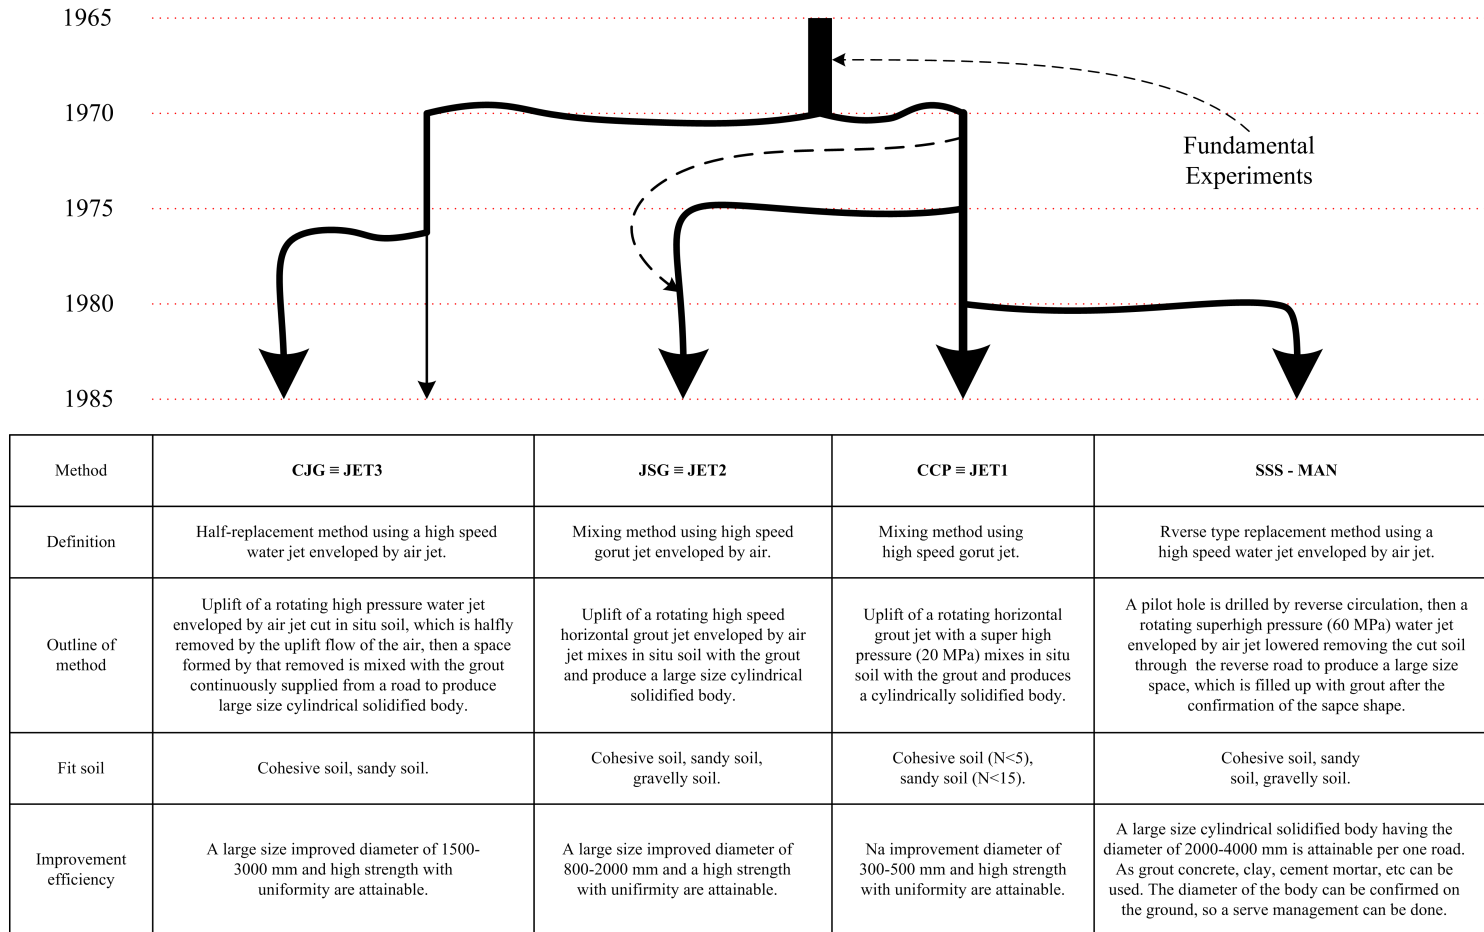 1965
1970
Fundamental
Experiments
1975
1980
1985
Method
CJG ≡ JET3
JSG ≡ JET2
CCP ≡ JET1
SSS - MAN
Definition
Half-replacement method using a high speed
water jet enveloped by air jet.
Mixing method using high speed
gorut jet enveloped by air.
Mixing method using
high speed gorut jet.
Rverse type replacement method using a
high speed water jet enveloped by air jet.
Outline of
method
Uplift of a rotating high pressure water jet
enveloped by air jet cut in situ soil, which is halfly
removed by the uplift flow of the air, then a space
formed by that removed is mixed with the grout
continuously supplied from a road to produce
large size cylindrical solidified body.
Uplift of a rotating high speed
horizontal grout jet enveloped by air
jet mixes in situ soil with the grout
and produce a large size cylindrical
solidified body.
Uplift of a rotating horizontal
grout jet with a super high
pressure (20 MPa) mixes in situ
soil with the grout and produces
a cylindrically solidified body.
A pilot hole is drilled by reverse circulation, then a
rotating superhigh pressure (60 MPa) water jet
enveloped by air jet lowered removing the cut soil
through the reverse road to produce a large size
space, which is filled up with grout after the
confirmation of the sapce shape.
Fit soil
Cohesive soil, sandy soil.
Cohesive soil, sandy soil,
gravelly soil.
Cohesive soil (N<5),
sandy soil (N<15).
Cohesive soil, sandy
soil, gravelly soil.
Improvement
efficiency
A large size improved diameter of 1500-
3000 mm and high strength with
uniformity are attainable.
A large size improved diameter of
800-2000 mm and a high strength
with unifirmity are attainable.
Na improvement diameter of
300-500 mm and high strength
with uniformity are attainable.
A large size cylindrical solidified body having the
diameter of 2000-4000 mm is attainable per one road.
As grout concrete, clay, cement mortar, etc can be
used. The diameter of the body can be confirmed on
the ground, so a serve management can be done.